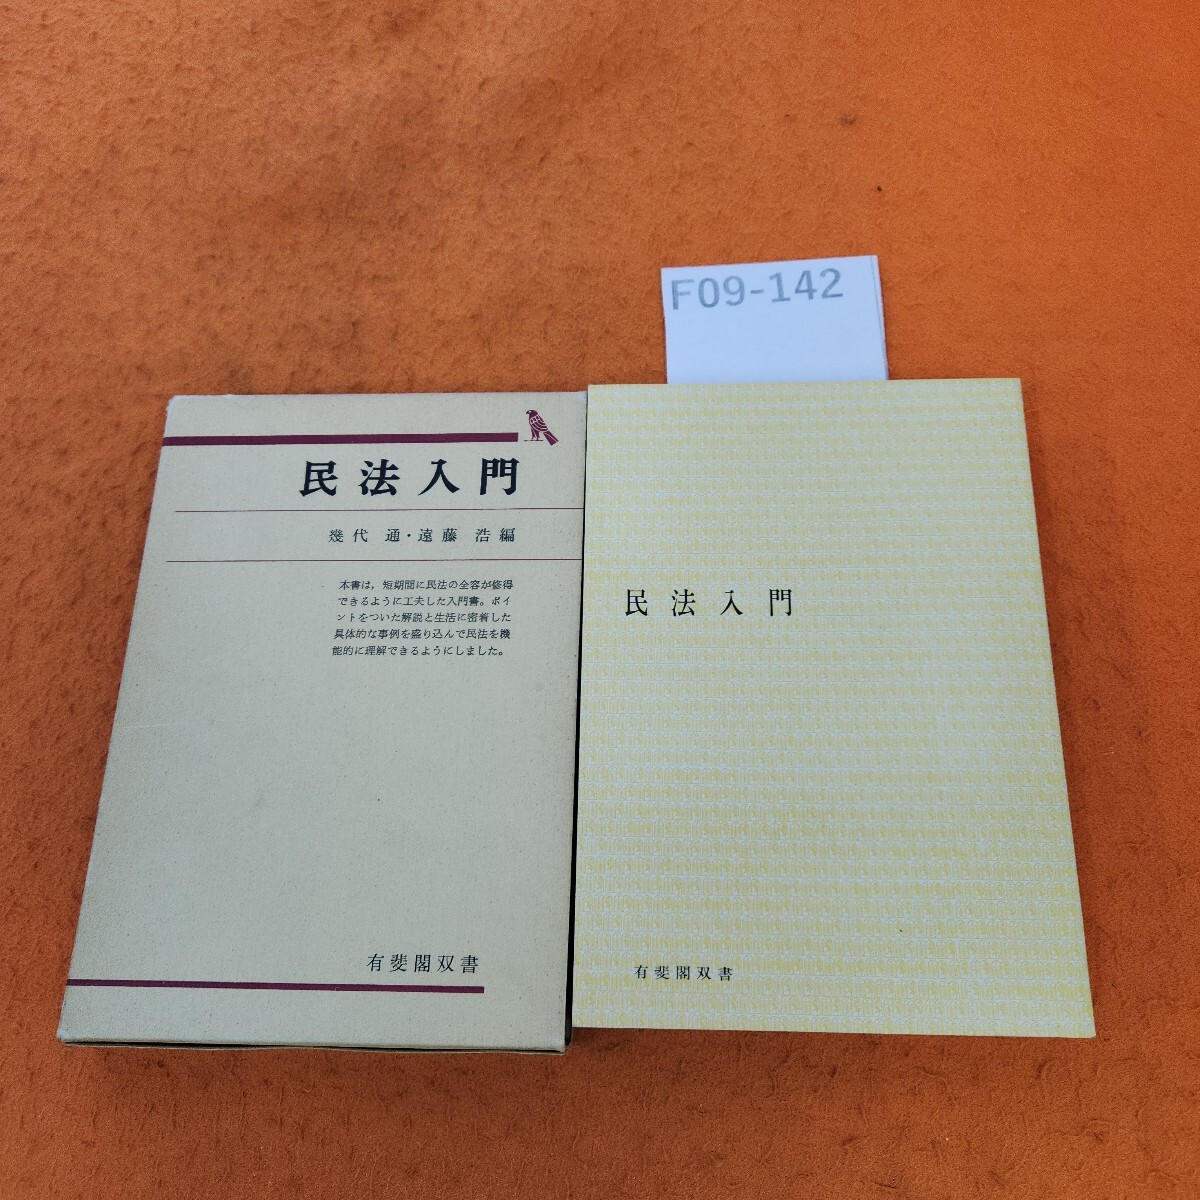 F09-142
民法入門
幾代 通・遠藤 浩編
本書は，短期間に民法の全容が修得
できるように工夫した入門書。ポイ
ントをついた解説と生活に密着した
具体的な事例を盛り込んで民法を機
能的に理解できるようにしました。
有斐閣双書
民法入門
有斐閣双書